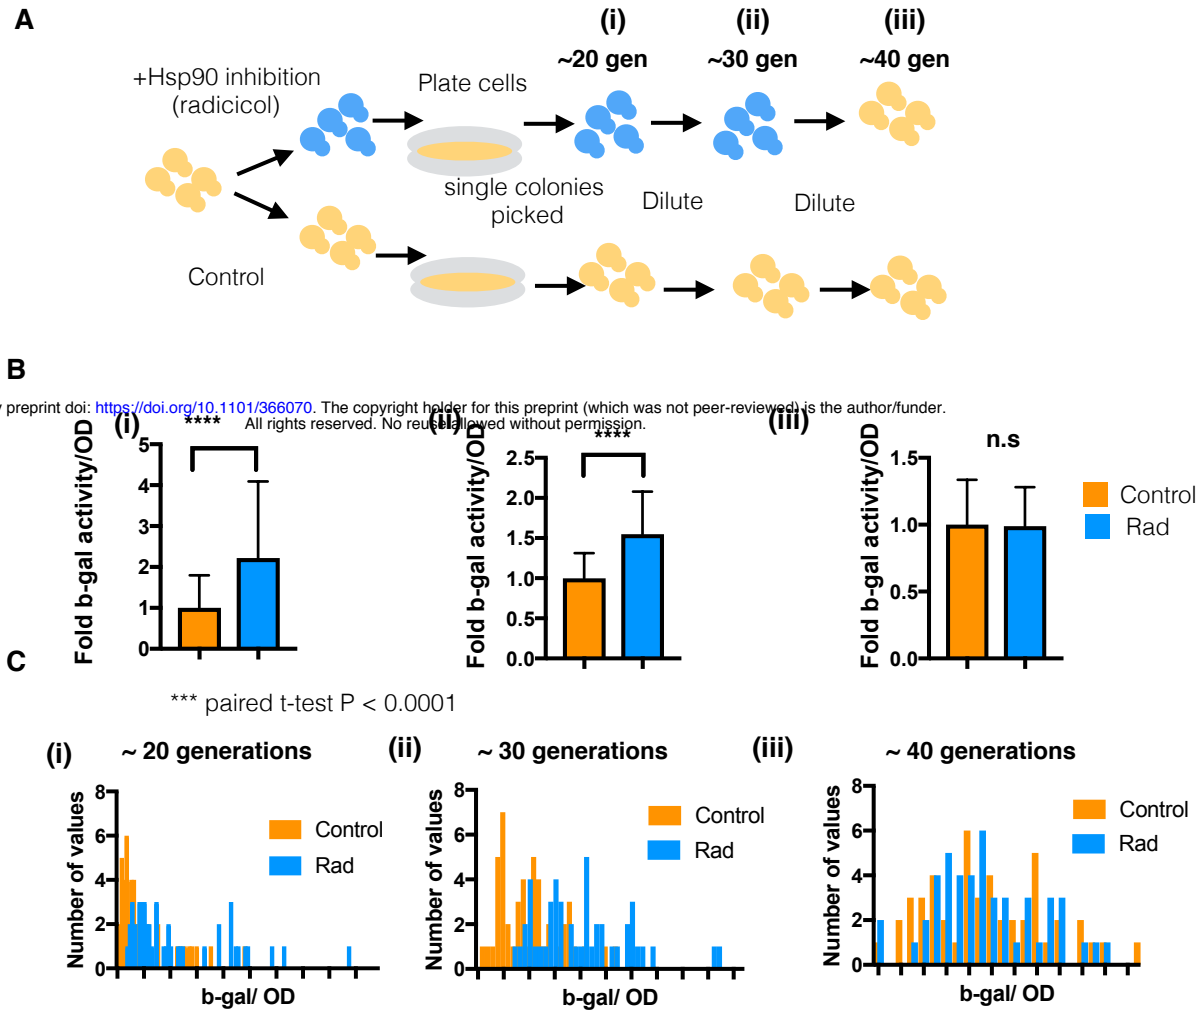 A
(i)
(ii)
(iii)
~20 gen
~30 gen
~40 gen
+Hsp90 inhibition
(radicicol)
Plate cells
single colonies
picked
Dilute
Dilute
Control
B
preprint doi: https://doi.org/10.1101/366070. The copyright holder for this preprint (which was not peer-reviewed) is the author/funder.
All rights reserved. No reuse allowed without permission.
(i)
****
Fold b-gal activity/OD
5
4
3
2
1
0
(ii)
****
Fold b-gal activity/OD
2.5
2.0
1.5
1.0
0.5
0.0
(iii)
n.s
Fold b-gal activity/OD
1.5
1.0
0.5
0.0
Control
Rad
C
*** paired t-test P < 0.0001
(i)
~ 20 generations
Number of values
8
6
4
2
0
Control
Rad
b-gal/ OD
(ii)
~ 30 generations
Number of values
8
6
4
2
0
Control
Rad
b-gal/ OD
(iii)
~ 40 generations
Number of values
8
6
4
2
0
Control
Rad
b-gal/ OD